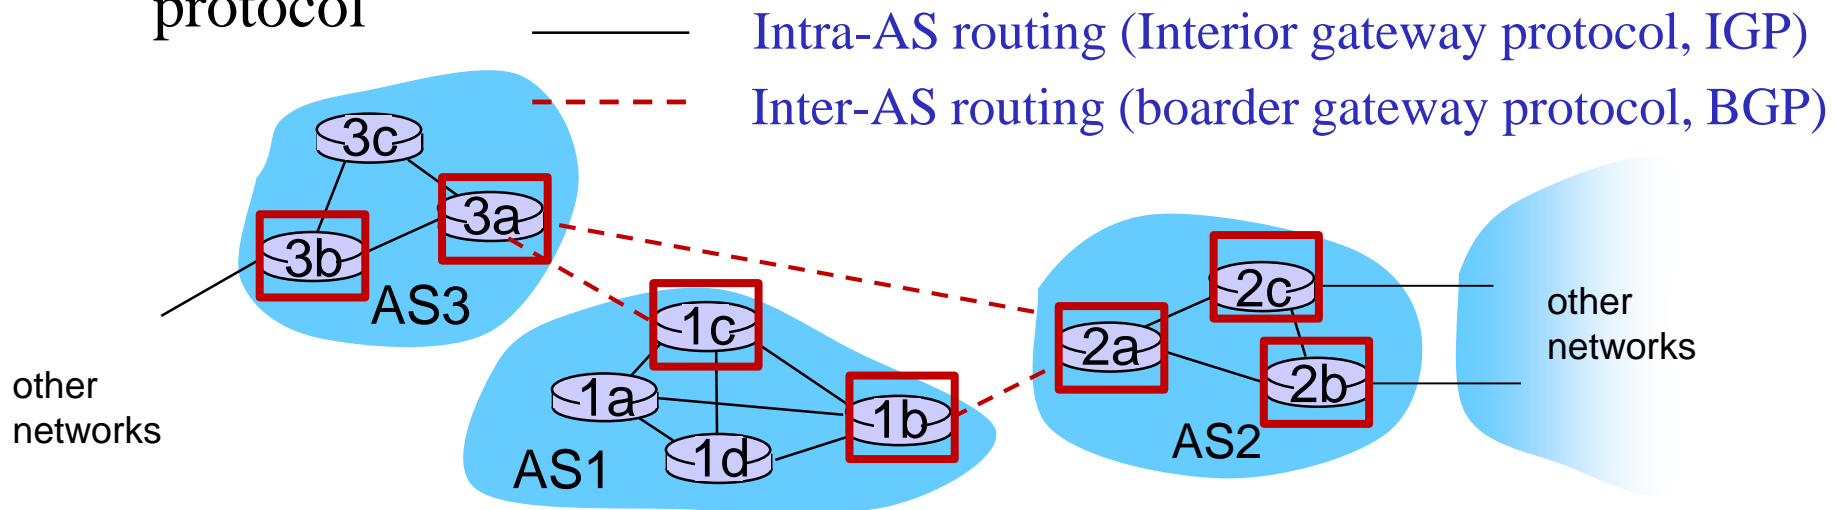 protocol
Intra-AS routing (Interior gateway protocol, IGP)
Inter-AS routing (boarder gateway protocol, BGP)
3c
3a
3b
AS3
1c
1a
1b
1d
AS1
2c
2a
2b
AS2
other
networks
other
networks